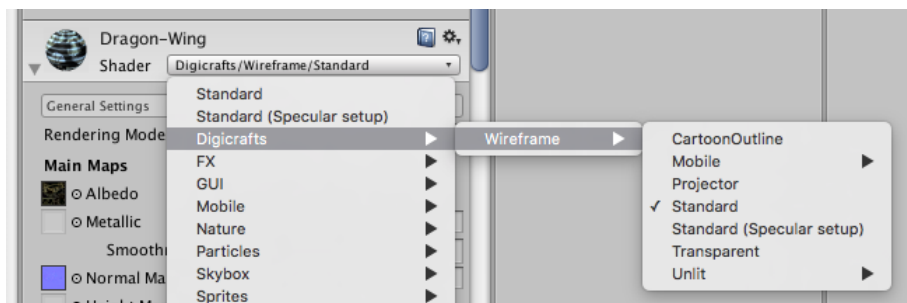 Dragon-Wing
Shader Digicrafts/Wireframe/Standard
General Settings
Rendering Mode
Main Maps
Albedo
Metallic
Smooth
Normal Ma
Standard
Standard (Specular setup)
Digicrafts
FX
GUI
Mobile
Nature
Particles
Skybox
Sprites
Wireframe
CartoonOutline
Mobile
Projector
✓ Standard
Standard (Specular setup)
Transparent
Unlit